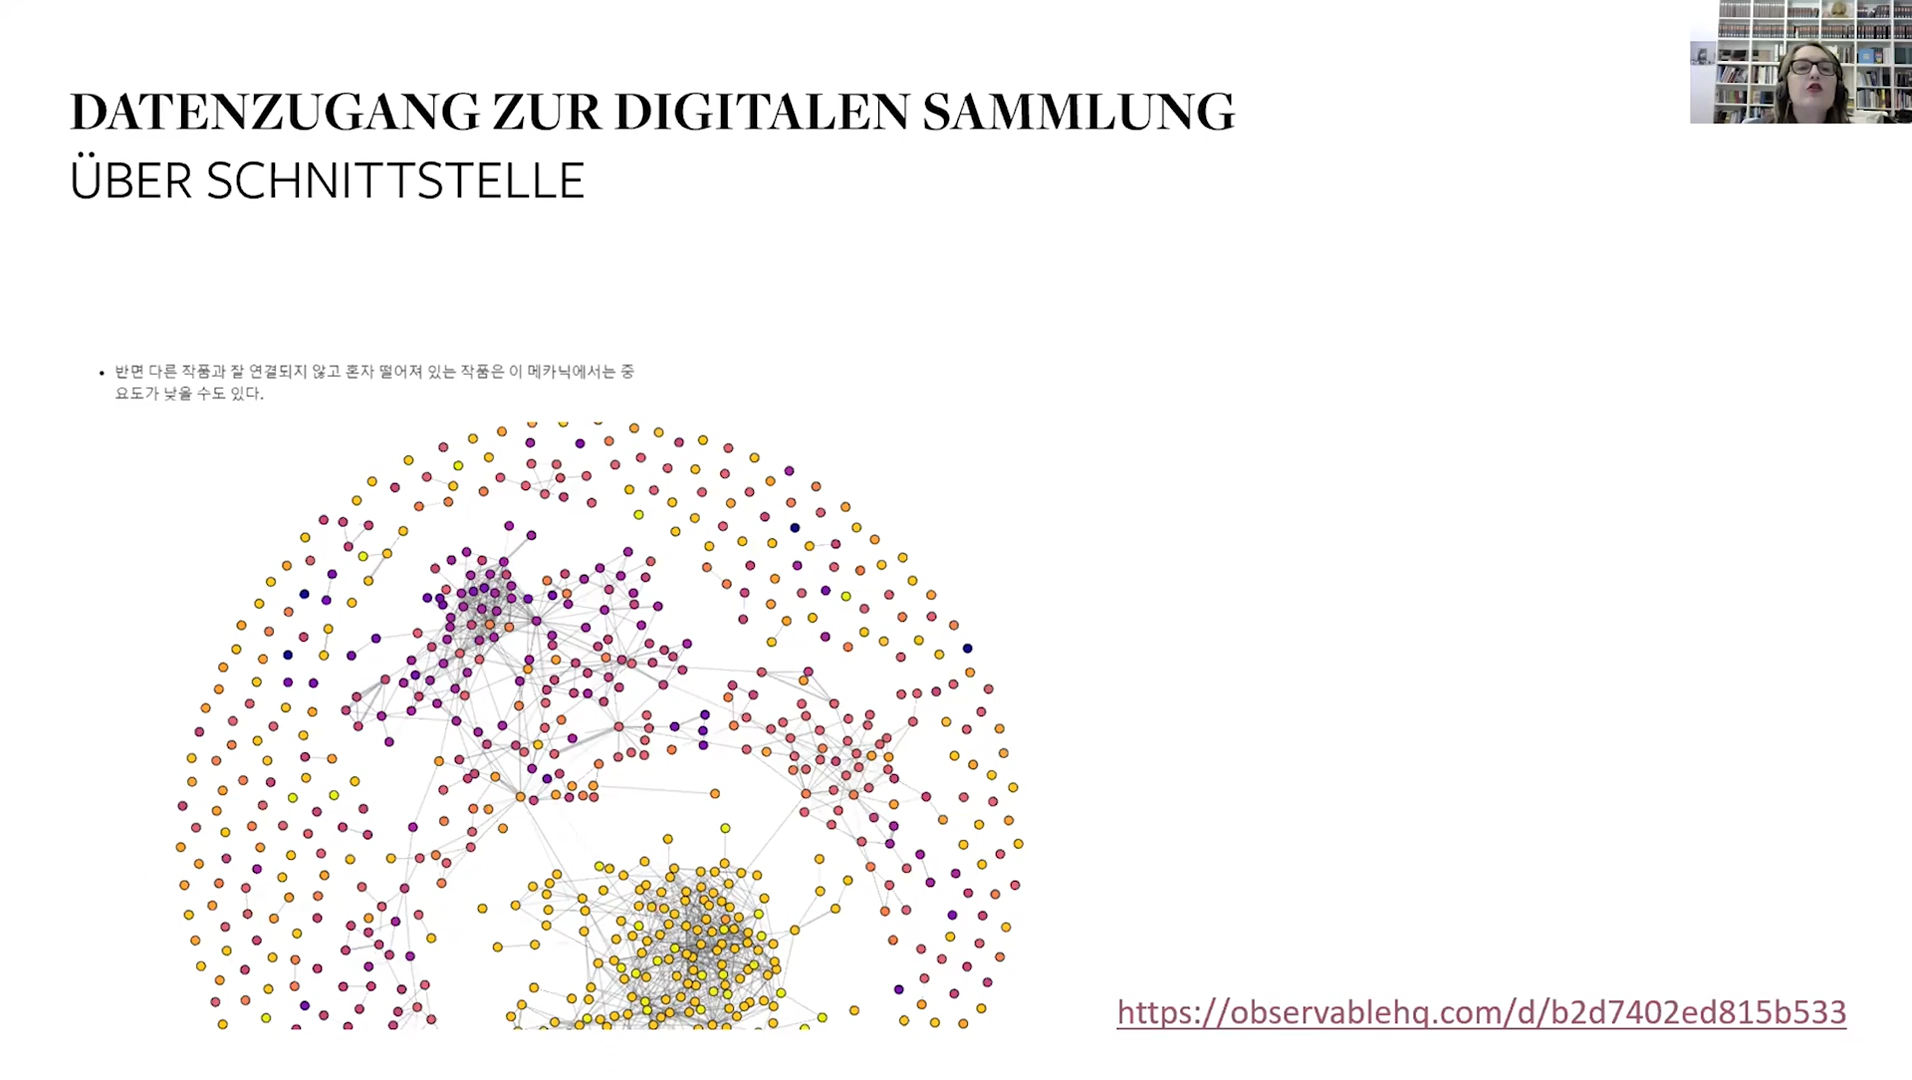 DATENZUGANG ZUR DIGITALEN SAMMLUNG
ÜBER SCHNITTSTELLE
• 반면 다른 작품과 잘 연결되지 않고 혼자 떨어져 있는 작품은 이 메카닉에서는 중
요도가 낮을 수도 있다.
https://observablehq.com/d/b2d7402ed815b533